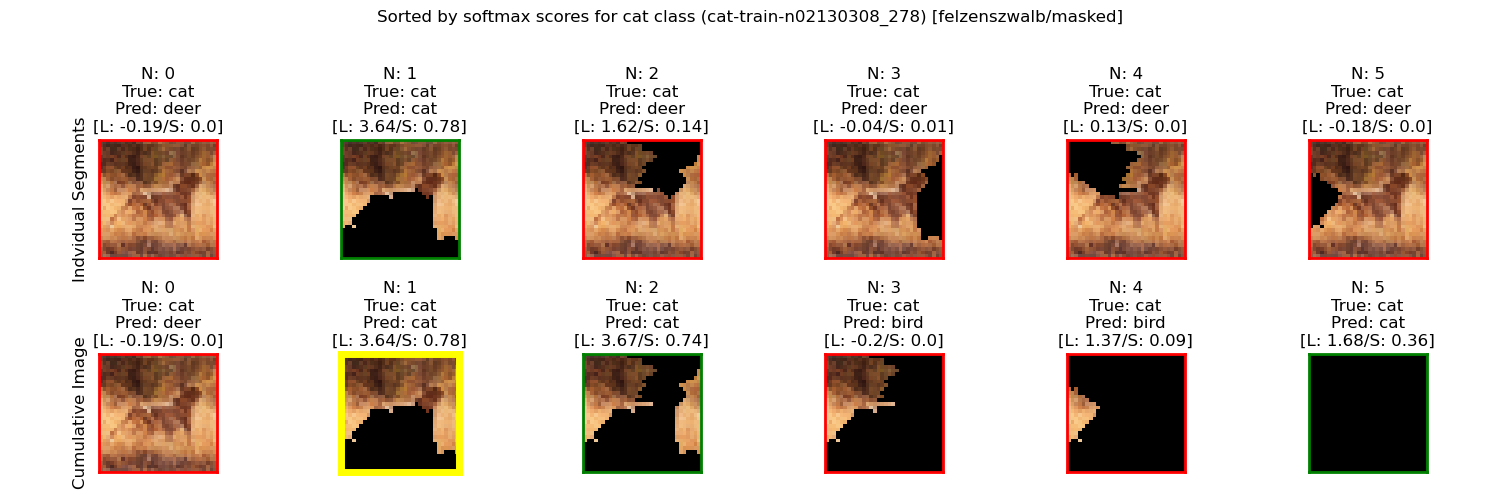 Sorted by softmax scores for cat class (cat-train-n02130308_278) [felzenszwalb/masked]
Indvidual Segments
N: 0
True: cat
Pred: deer
[L: -0.19/S: 0.0]
N: 1
True: cat
Pred: cat
[L: 3.64/S: 0.78]
N: 2
True: cat
Pred: deer
[L: 1.62/S: 0.14]
N: 3
True: cat
Pred: deer
[L: -0.04/S: 0.01]
N: 4
True: cat
Pred: deer
[L: 0.13/S: 0.0]
N: 5
True: cat
Pred: deer
[L: -0.18/S: 0.0]
Cumulative Image
N: 0
True: cat
Pred: deer
[L: -0.19/S: 0.0]
N: 1
True: cat
Pred: cat
[L: 3.64/S: 0.78]
N: 2
True: cat
Pred: cat
[L: 3.67/S: 0.74]
N: 3
True: cat
Pred: bird
[L: -0.2/S: 0.0]
N: 4
True: cat
Pred: bird
[L: 1.37/S: 0.09]
N: 5
True: cat
Pred: cat
[L: 1.68/S: 0.36]